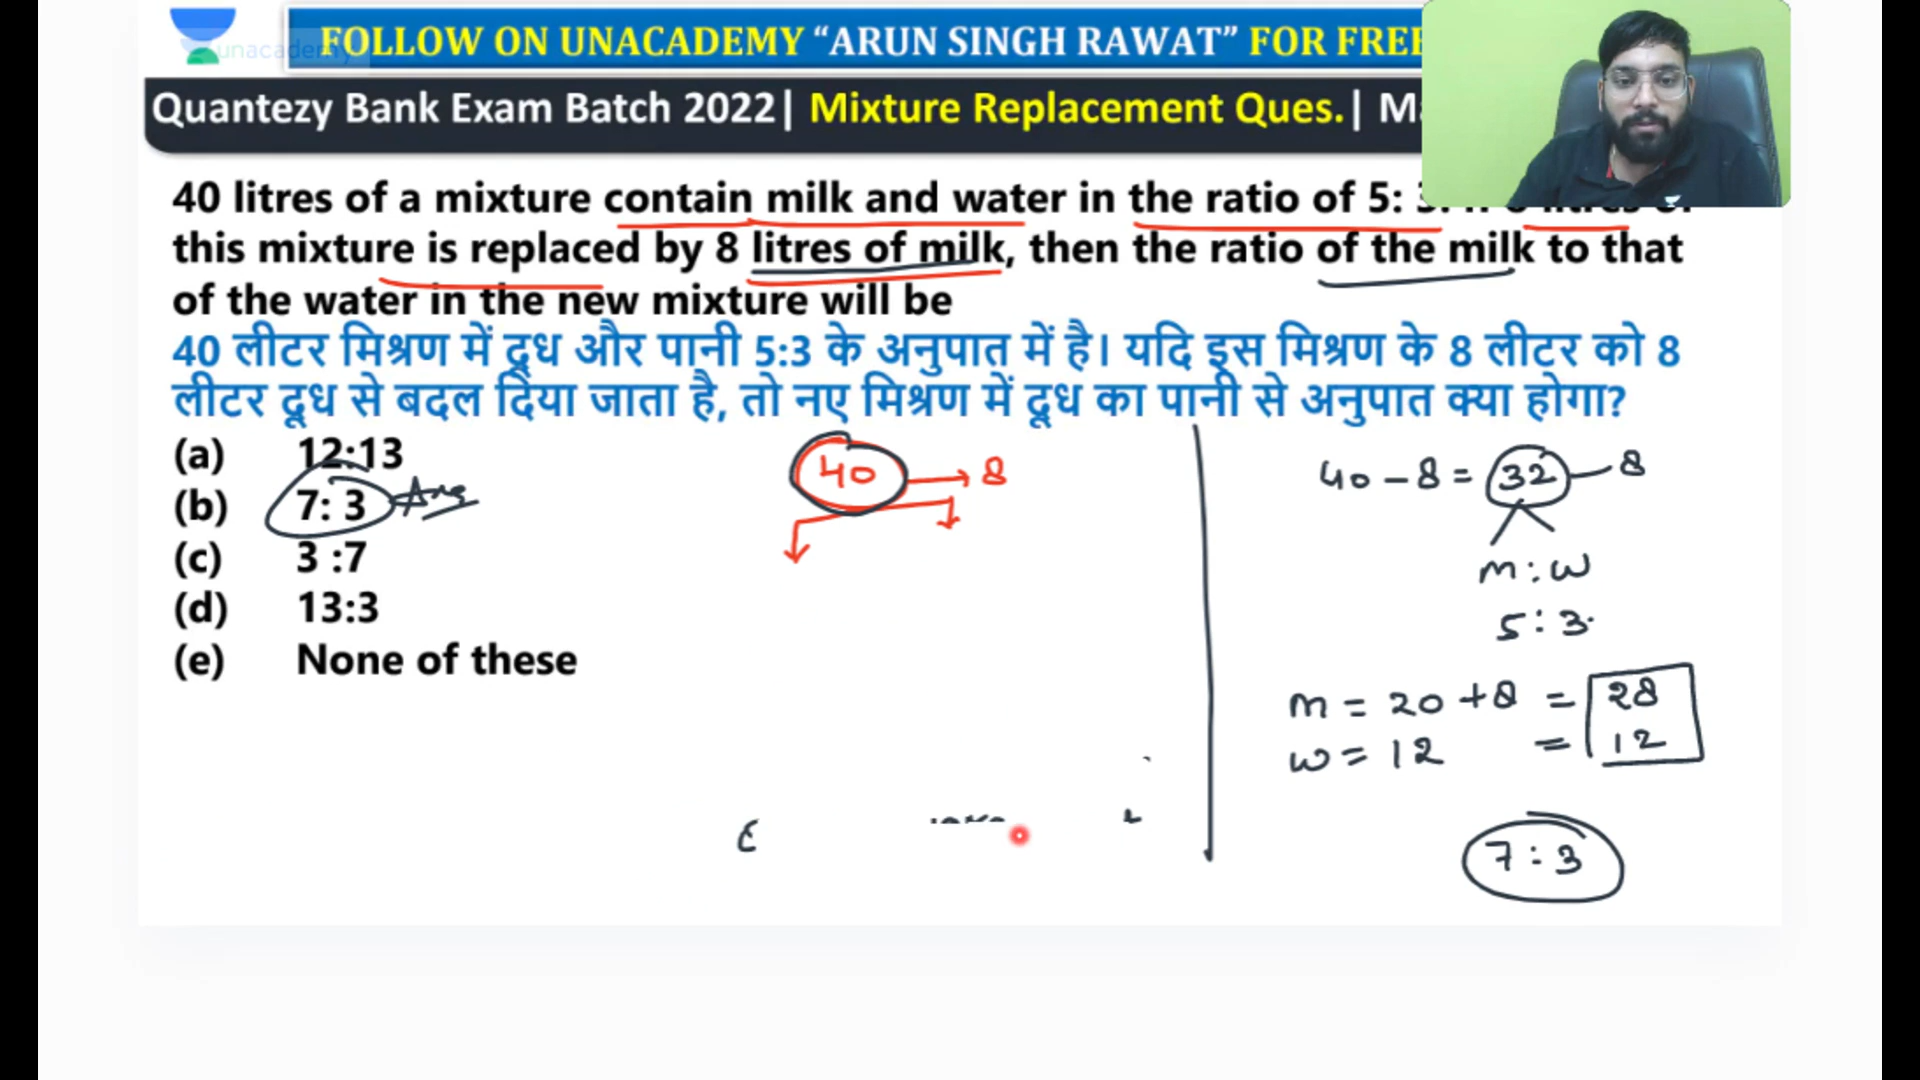 unacademy
FOLLOW ON UNACADEMY “ARUN SINGH RAWAT” FOR FREE
Quantezy Bank Exam Batch 2022| Mixture Replacement Ques.|
40 litres of a mixture contain milk and water in the ratio of 5:
this mixture is replaced by 8 litres of milk, then the ratio of the milk to that
of the water in the new mixture will be
40 लीटर मिश्रण में दूध और पानी 5:3 के अनुपात में है। यदि इस मिश्रण के 8 लीटर को 8
लीटर दूध से बदल दिया जाता है, तो नए मिश्रण में दूध का पानी से अनुपात क्या होगा?
(a) 12:13
(b) 7: 3 Ans
(c) 3 :7
(d) 13:3
(e) None of these
40 8
40 - 8 = 32 8
m : w
5 : 3
m = 20 + 8 = 28
w = 12 = 12
7 : 3